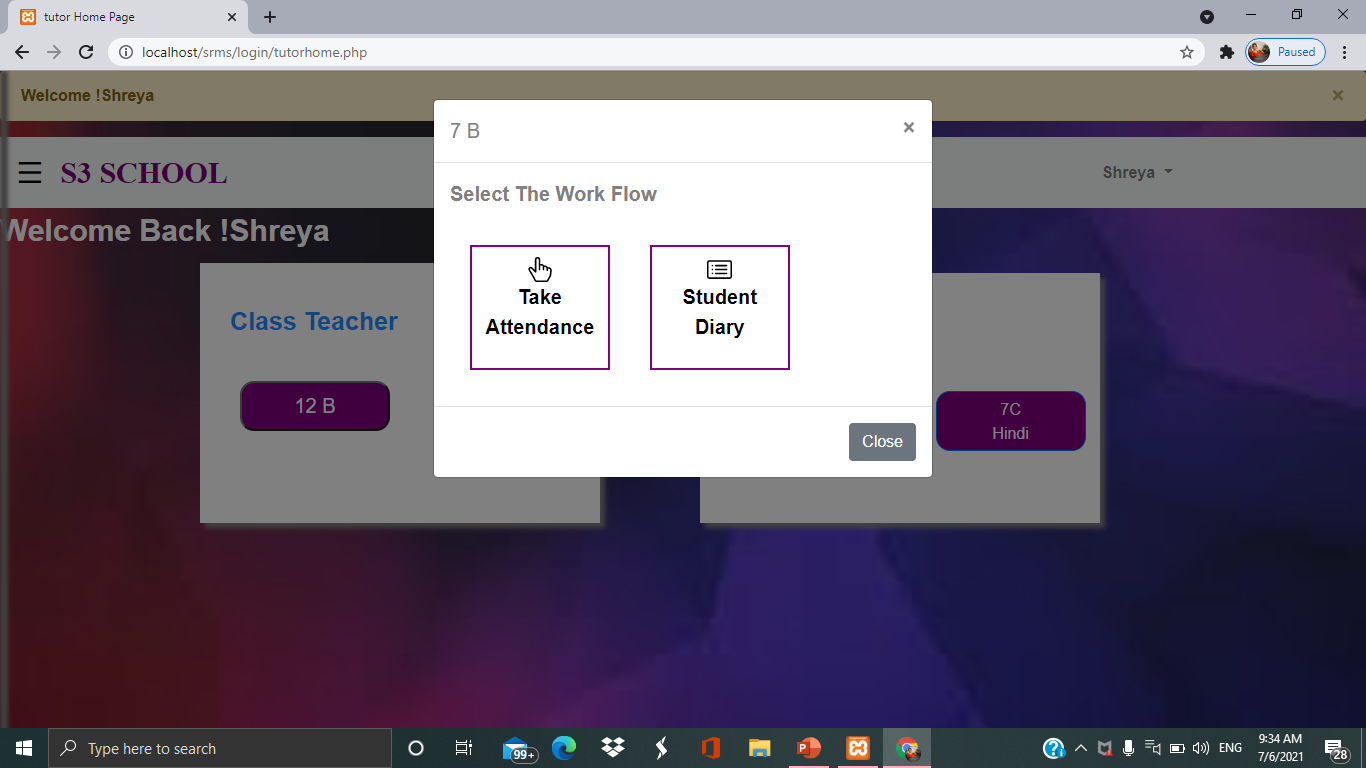 tutor Home Page
localhost/srms/login/tutorhome.php
Paused
Welcome !Shreya
S3 SCHOOL
Shreya
Welcome Back !Shreya
Class Teacher
12 B
7 B
Select The Work Flow
Take
Attendance
Student
Diary
Close
7C
Hindi
Type here to search
99+
ENG
9:34 AM
7/6/2021
28